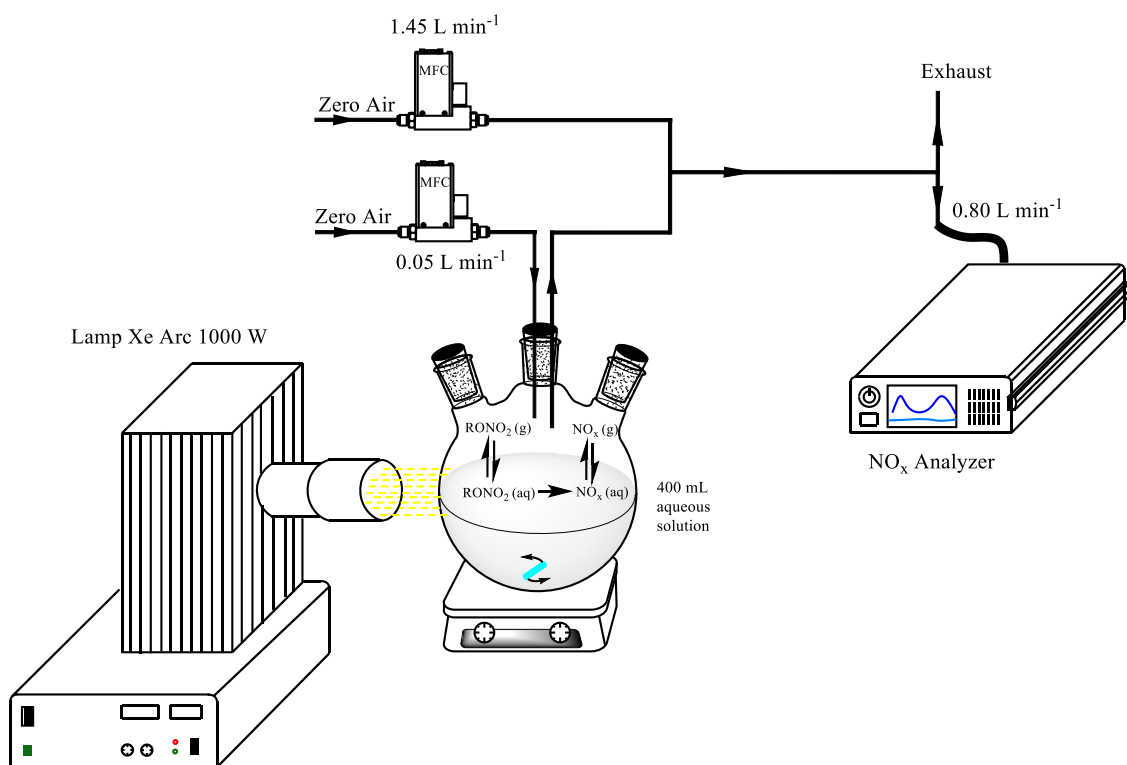 1.45 L min⁻¹
MFC
Zero Air
Exhaust
MFC
Zero Air
0.80 L min⁻¹
0.05 L min⁻¹
Lamp Xe Arc 1000 W
RONO₂ (g)
NOₓ (g)
NOₓ Analyzer
RONO₂ (aq)
NOₓ (aq)
400 mL
aqueous
solution